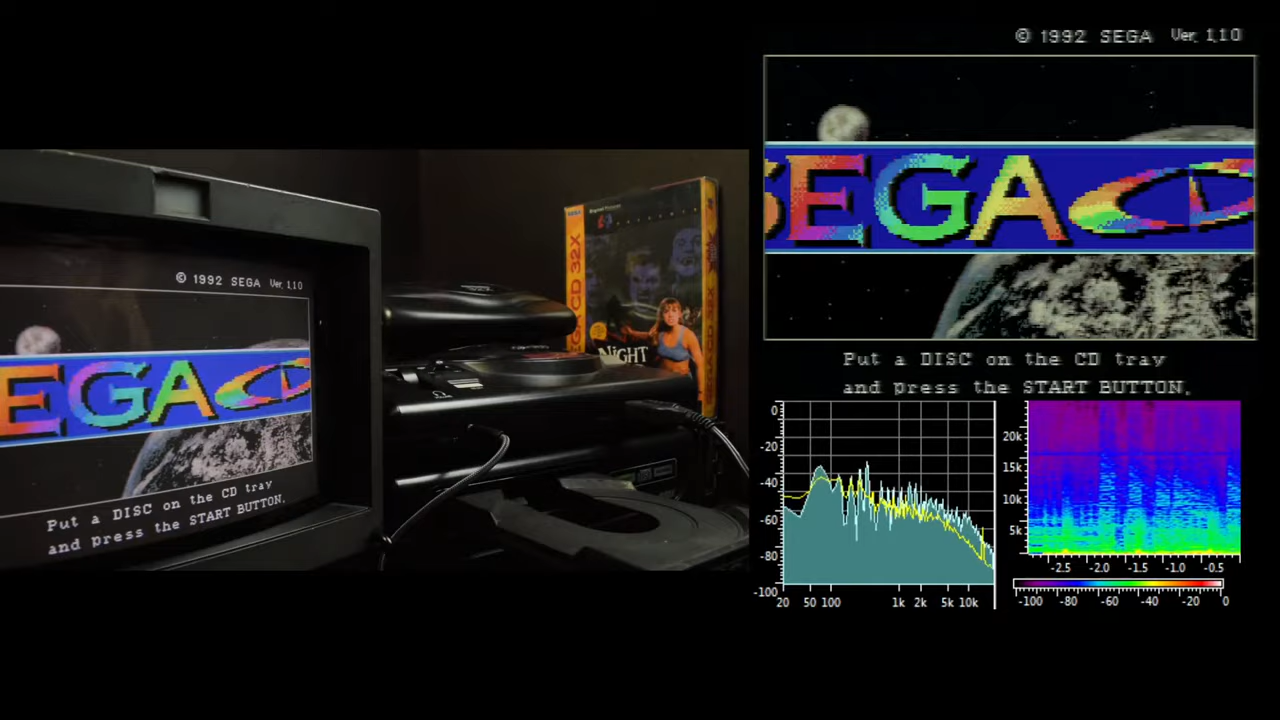 © 1992 SEGA Ver. 1.10
SEGA CD
Put a DISC on the CD tray
and press the START BUTTON.
© 1992 SEGA Ver. 1.10
EGA CD
Put a DISC on the CD tray
and press the START BUTTON.
SEGA
CD 32X
NIGHT
0
-20
-40
-60
-80
-100
20 50 100 1k 2k 5k 10k
20k
15k
10k
5k
-2.5 -2.0 -1.5 -1.0 -0.5
-100 -80 -60 -40 -20 0